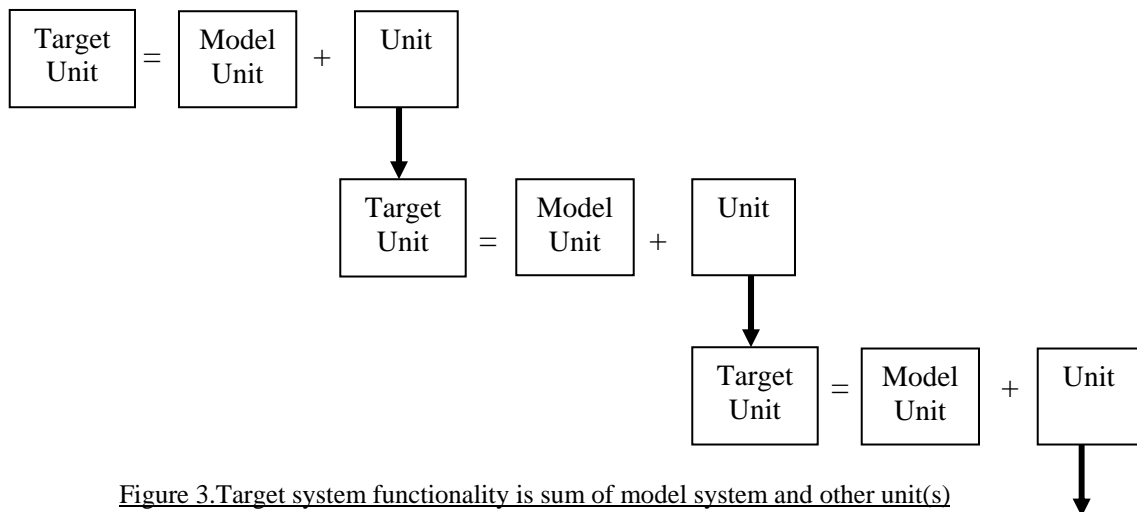 Target Unit = Model Unit + Unit
Target Unit = Model Unit + Unit
Target Unit = Model Unit + Unit
Figure 3.Target system functionality is sum of model system and other unit(s)